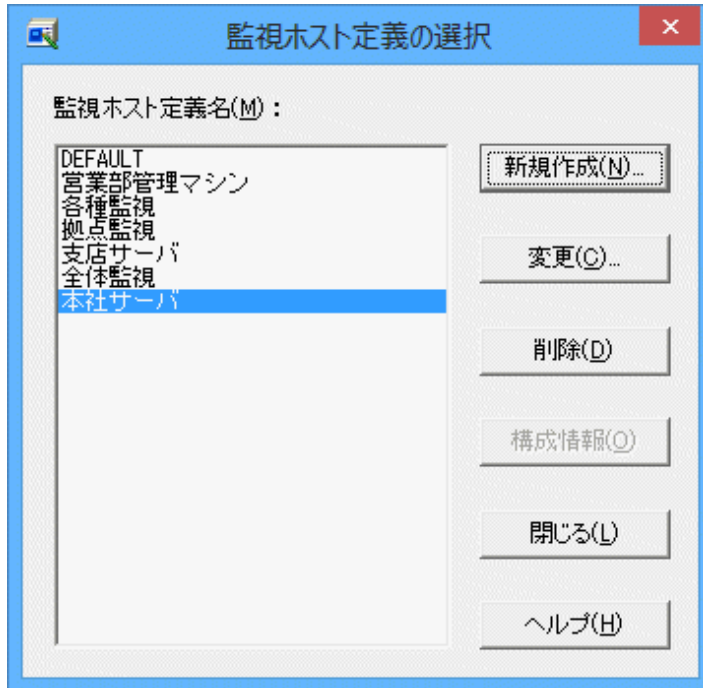 監視ホスト定義の選択
監視ホスト定義名(M)：
DEFAULT
営業部管理マシン
各種監視
拠点監視
支店サーバ
全体監視
本社サーバ
新規作成(N)...
変更(C)...
削除(D)
構成情報(O)
閉じる(L)
ヘルプ(H)